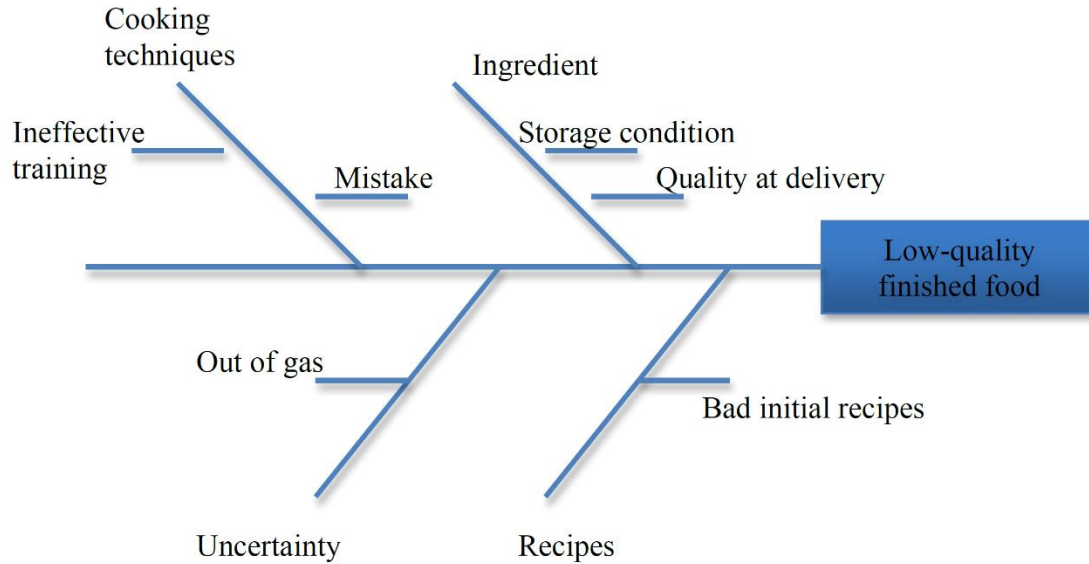 Cooking
techniques
Ingredient
Ineffective
training
Storage condition
Mistake
Quality at delivery
Low-quality
finished food
Out of gas
Bad initial recipes
Uncertainty
Recipes